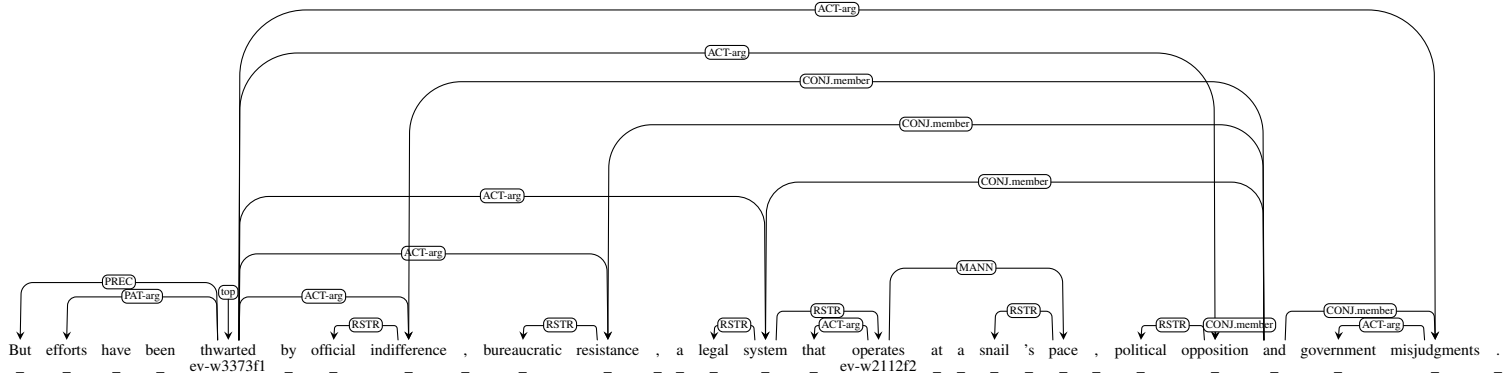 ACT-arg
ACT-arg
CONJ.member
CONJ.member
CONJ.member
ACT-arg
ACT-arg
MANN
PREC
top
PAT-arg ACT-arg
RSTR CONJ.member
RSTR RSTR RSTR ACT-arg RSTR RSTR CONJ.member ACT-arg
But efforts have been thwarted by official indifference , bureaucratic resistance , a legal system that operates at a snail 's pace , political opposition and government misjudgments .
_ _ _ _ ev-w3373f1 _ _ _ _ _ _ _ _ _ _ _ ev-w2112f2 _ _ _ _ _ _ _ _ _ _ _ _